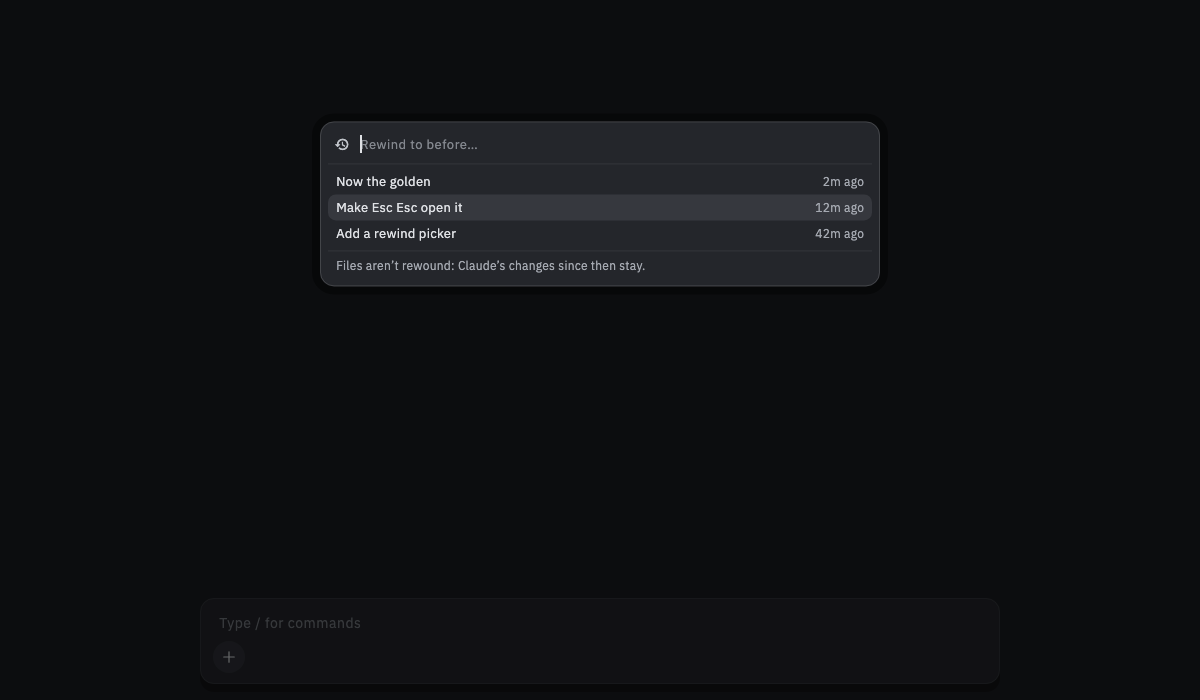 Rewind to before…
Now the golden
2m ago
Make Esc Esc open it
12m ago
Add a rewind picker
42m ago
Files aren’t rewound: Claude’s changes since then stay.
Type / for commands